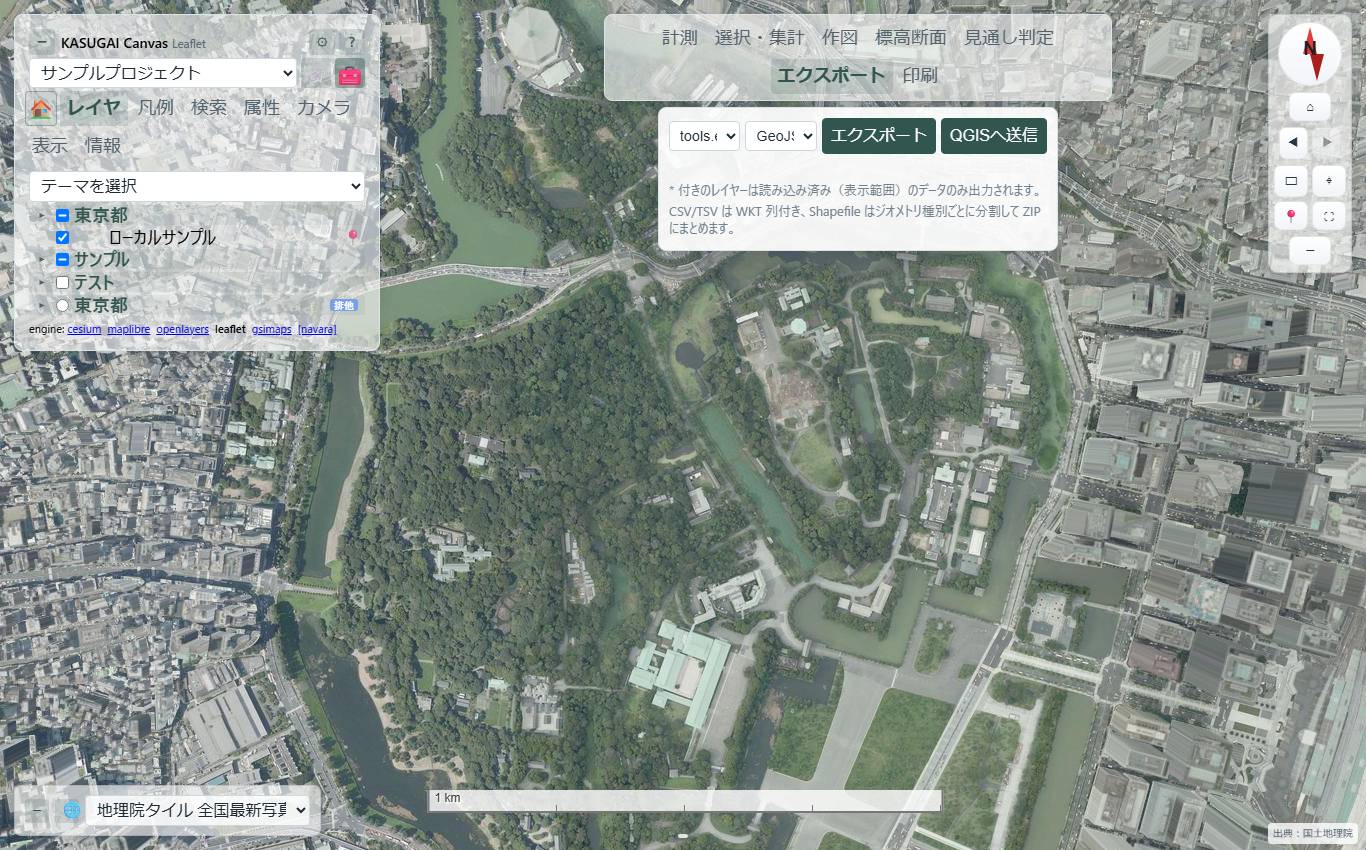 KASUGAI Canvas Leaflet
?
サンプルプロジェクト
レイヤ 凡例 検索 属性 カメラ
表示 情報
テーマを選択
東京都
ローカルサンプル
サンプル
テスト
東京都 排他
engine: cesium maplibre openlayers leaflet gsimaps [navara]
計測 選択・集計 作図 標高断面 見通し判定
エクスポート 印刷
tools.e GeoJS エクスポート QGISへ送信
* 付きのレイヤーは読み込み済み（表示範囲）のデータのみ出力されます。
CSV/TSV は WKT 列付き、Shapefile はジオメトリ種別ごとに分割して ZIP
にまとめます。
N
1 km
地理院タイル 全国最新写真
出典：国土地理院